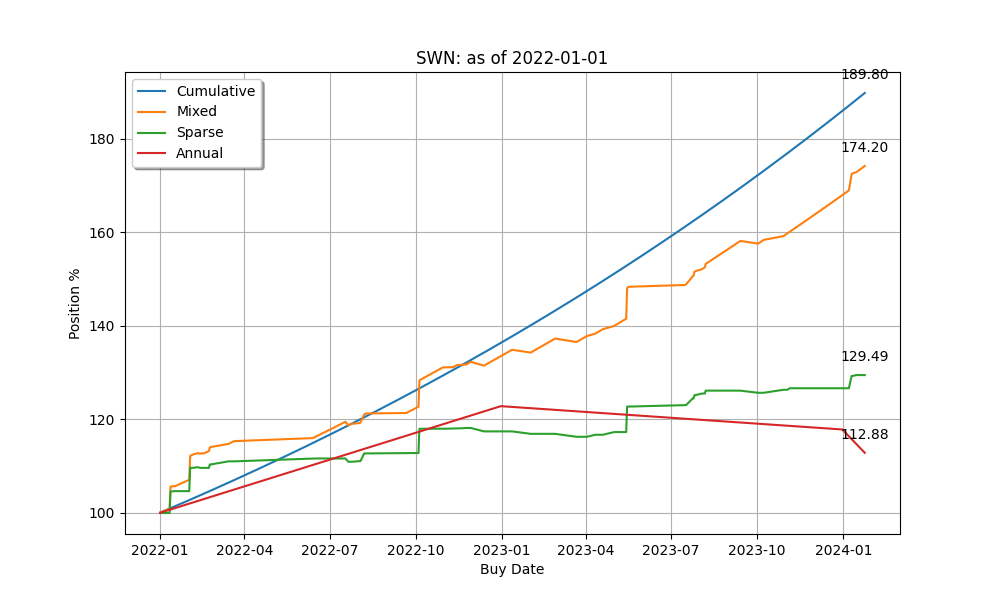 SWN: as of 2022-01-01
Cumulative
Mixed
Sparse
Annual
189.80
174.20
129.49
112.88
Position %
180
160
140
120
100
2022-01
2022-04
2022-07
2022-10
2023-01
2023-04
2023-07
2023-10
2024-01
Buy Date